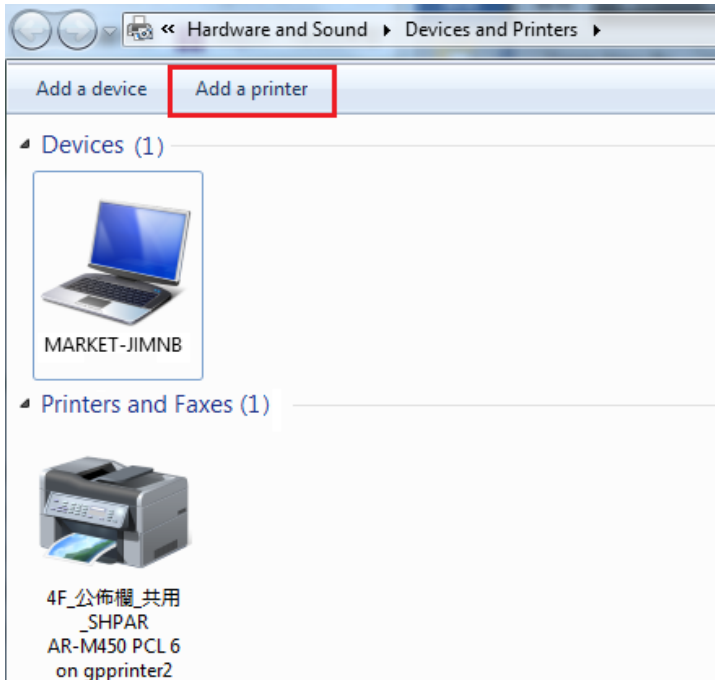 « Hardware and Sound ▸ Devices and Printers ▸
Add a device Add a printer
Devices (1)
MARKET-JIMNB
Printers and Faxes (1)
4F_公佈欄_共用
_SHPAR
AR-M450 PCL 6
on gpprinter2